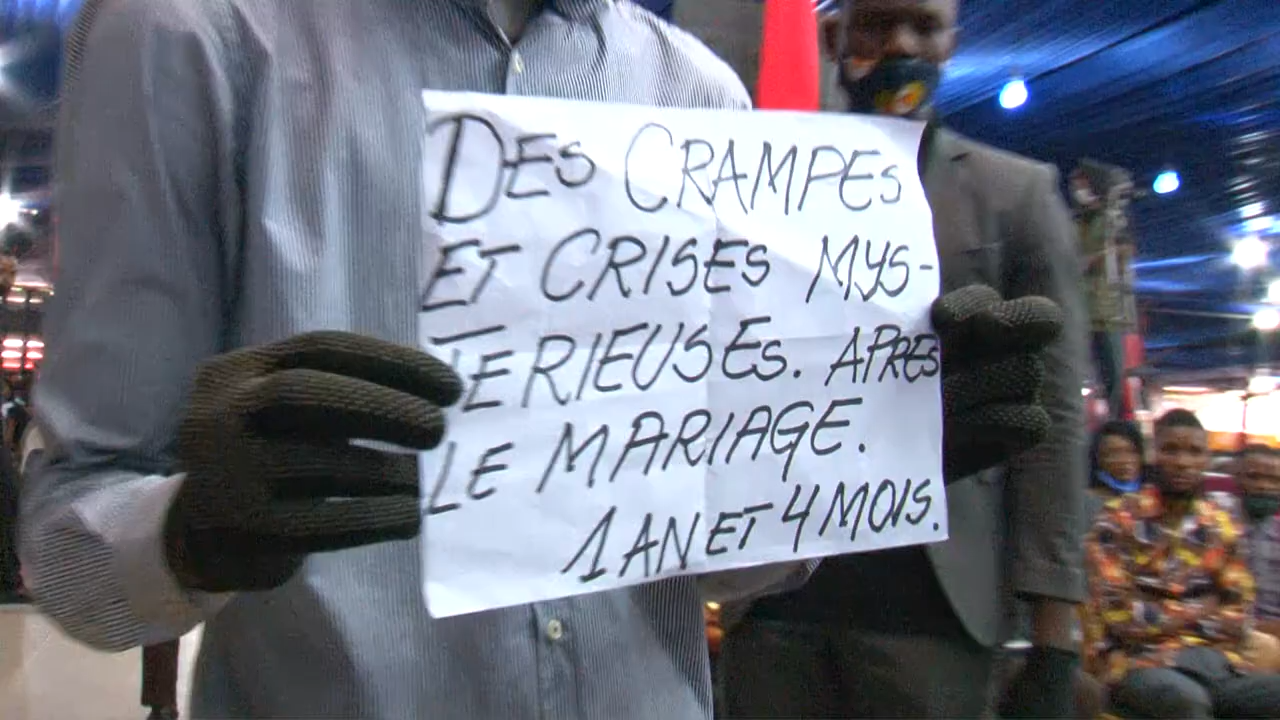 DES CRAMPES
ET CRISES MYS-
TERIEUSES. APRES
LE MARIAGE.
1 AN ET 4 MOIS.